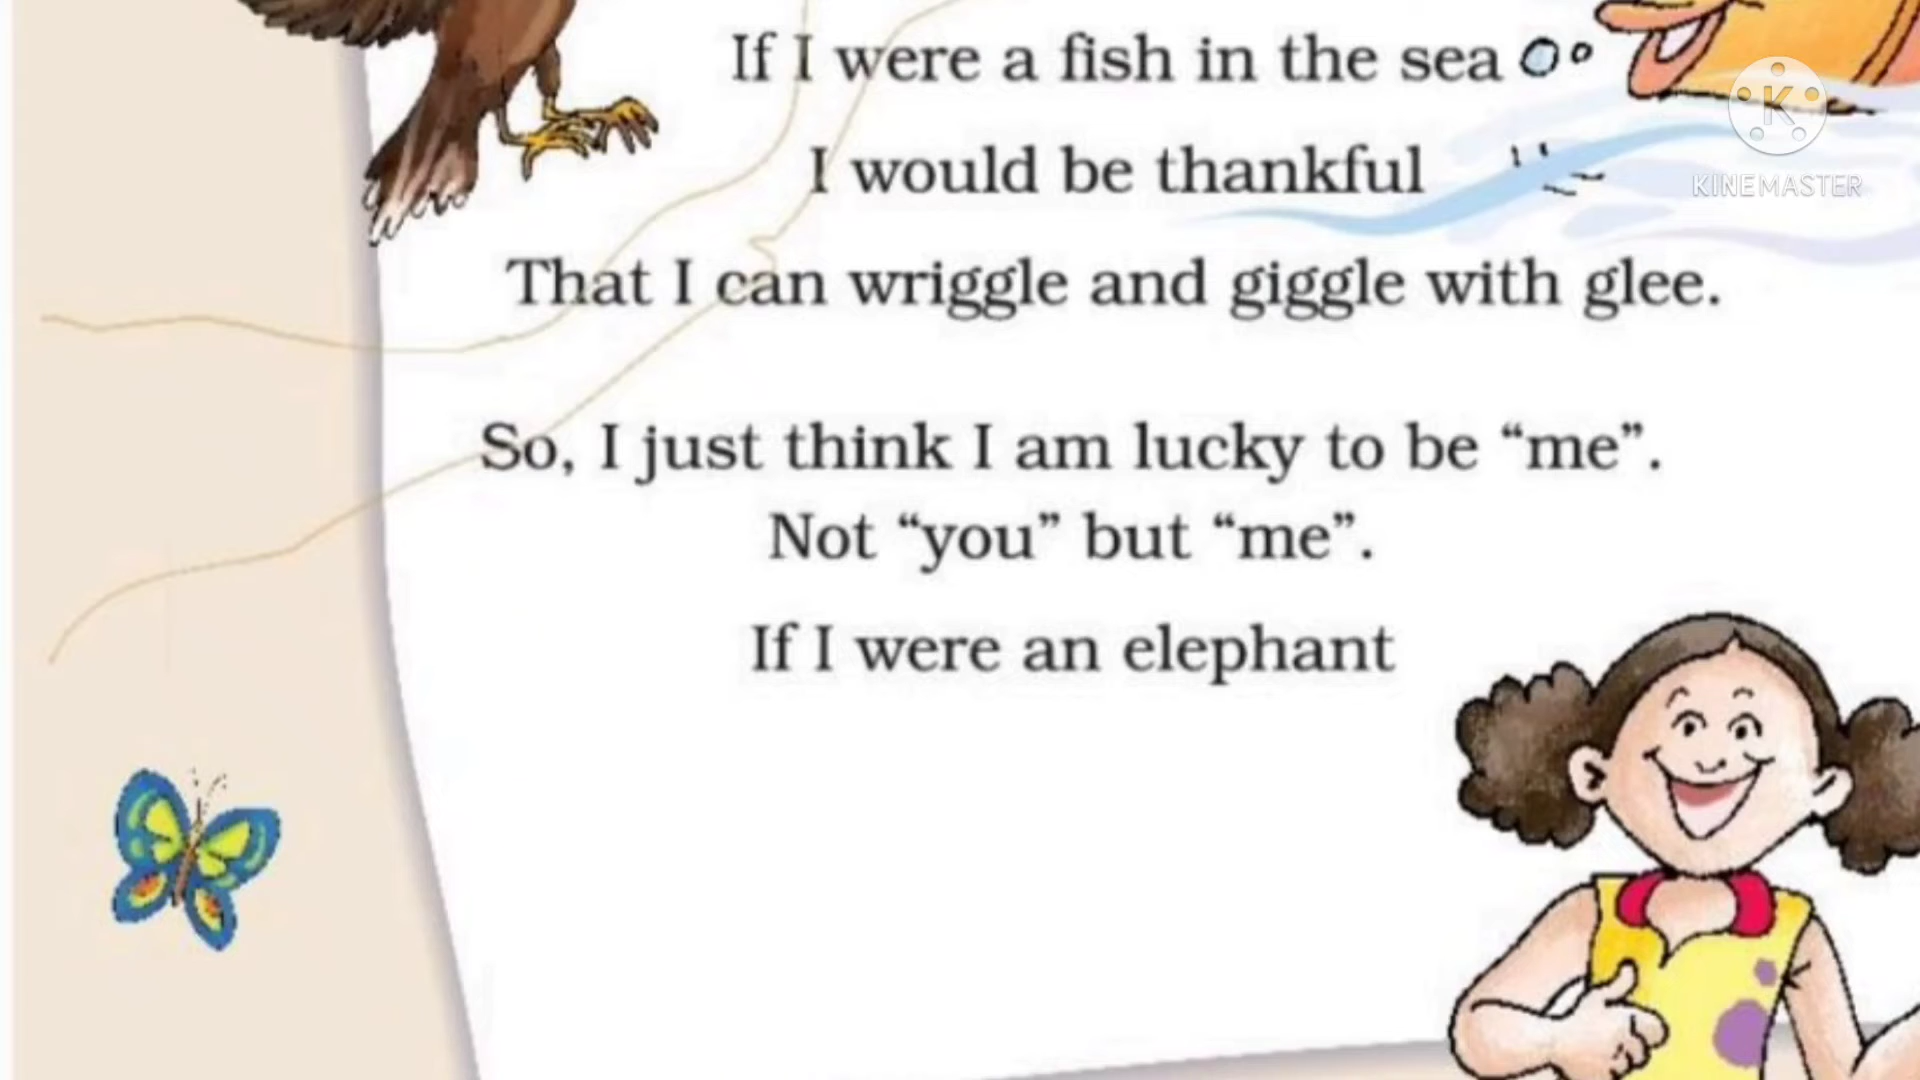 If I were a fish in the sea
I would be thankful
That I can wriggle and giggle with glee.
So, I just think I am lucky to be “me”.
Not “you” but “me”.
If I were an elephant
K
KINEMASTER